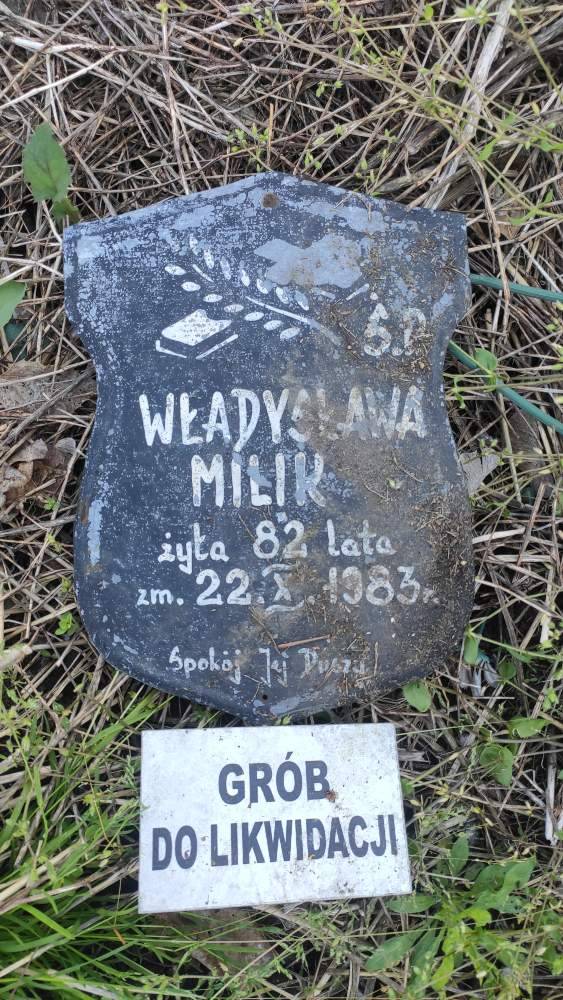 Ś.P.
WŁADYSŁAWA
MILIK
żyła 82 lata
zm. 22.X.1983r.
Spokój Jej Duszy
GRÓB
DO LIKWIDACJI